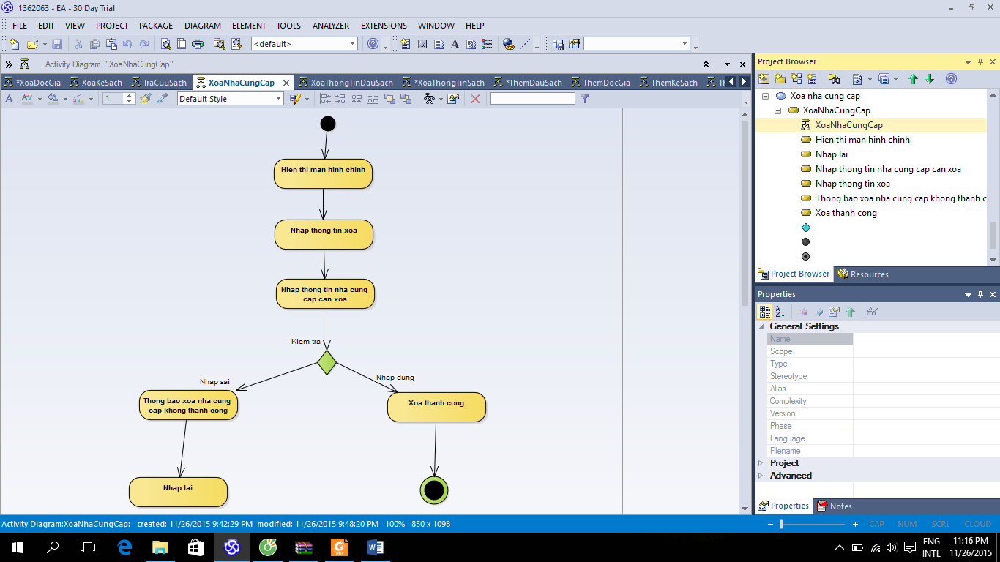 1362063 - EA - 30 Day Trial
FILE EDIT VIEW PROJECT PACKAGE DIAGRAM ELEMENT TOOLS ANALYZER EXTENSIONS WINDOW HELP
<default>
Activity Diagram: "XoaNhaCungCap"
*XoaDocGia XoaKeSach TraCuuSach XoaNhaCungCap XoaThongTinDauSach *XoaThongTinSach *ThemDauSach ThemDocGia ThemKeSach Th
1 Default Style
Hien thi man hinh chinh
Nhap thong tin xoa
Nhap thong tin nha cung
cap can xoa
Kiem tra
Nhap sai
Nhap dung
Thong bao xoa nha cung
cap khong thanh cong
Xoa thanh cong
Nhap lai
Project Browser
Xoa nha cung cap
XoaNhaCungCap
XoaNhaCungCap
Hien thi man hinh chinh
Nhap lai
Nhap thong tin nha cung cap can xoa
Nhap thong tin xoa
Thong bao xoa nha cung cap khong thanh c
Xoa thanh cong
Project Browser Resources
Properties
General Settings
Name
Scope
Type
Stereotype
Alias
Complexity
Version
Phase
Language
Filename
Project
Advanced
Properties Notes
Activity Diagram:XoaNhaCungCap: created: 11/26/2015 9:42:29 PM modified: 11/26/2015 9:48:20 PM 100% 850 x 1098
CAP NUM SCRL CLOUD
ENG
INTL
11:16 PM
11/26/2015